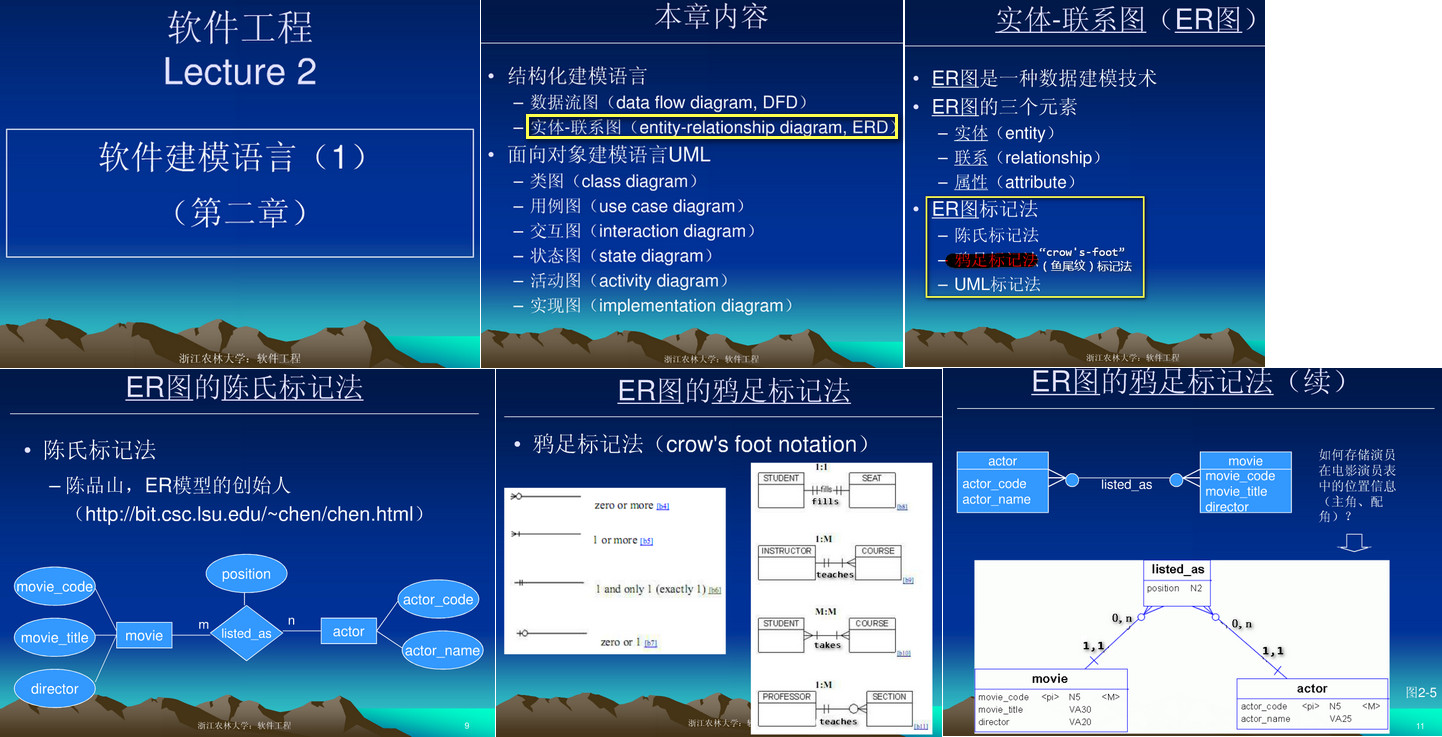 软件工程
Lecture 2
软件建模语言（1）
（第二章）
浙江农林大学：软件工程
本章内容
• 结构化建模语言
– 数据流图（data flow diagram, DFD）
– 实体-联系图（entity-relationship diagram, ERD）
• 面向对象建模语言UML
– 类图（class diagram）
– 用例图（use case diagram）
– 交互图（interaction diagram）
– 状态图（state diagram）
– 活动图（activity diagram）
– 实现图（implementation diagram）
浙江农林大学：软件工程
实体-联系图（ER图）
• ER图是一种数据建模技术
• ER图的三个元素
– 实体（entity）
– 联系（relationship）
– 属性（attribute）
• ER图标记法
– 陈氏标记法
– 鸦足标记法
“crow's-foot”
（鱼尾纹）标记法
– UML标记法
浙江农林大学：软件工程
ER图的陈氏标记法
• 陈氏标记法
– 陈品山，ER模型的创始人
（http://bit.csc.lsu.edu/~chen/chen.html）
movie_code
movie_title
director
movie
m
position
listed_as
n
actor
actor_code
actor_name
浙江农林大学：软件工程
9
ER图的鸦足标记法
• 鸦足标记法（crow's foot notation）
zero or more [b4]
1 or more [b5]
1 and only 1 (exactly 1) [b6]
zero or 1 [b7]
1:1
STUDENT
fills
SEAT
fills
[b8]
1:M
INSTRUCTOR
COURSE
teaches
[b9]
M:M
STUDENT
COURSE
takes
[b10]
1:M
PROFESSOR
SECTION
teaches
[b11]
浙江农林大学：
ER图的鸦足标记法（续）
actor
actor_code
actor_name
listed_as
movie
movie_code
movie_title
director
如何存储演员
在电影演员表
中的位置信息
（主角、配
角）？
listed_as
position N2
0,n
0,n
1,1
1,1
movie
movie_code <pi> N5 <M>
movie_title VA30
director VA20
actor
actor_code <pi> N5 <M>
actor_name VA25
图2-5
11